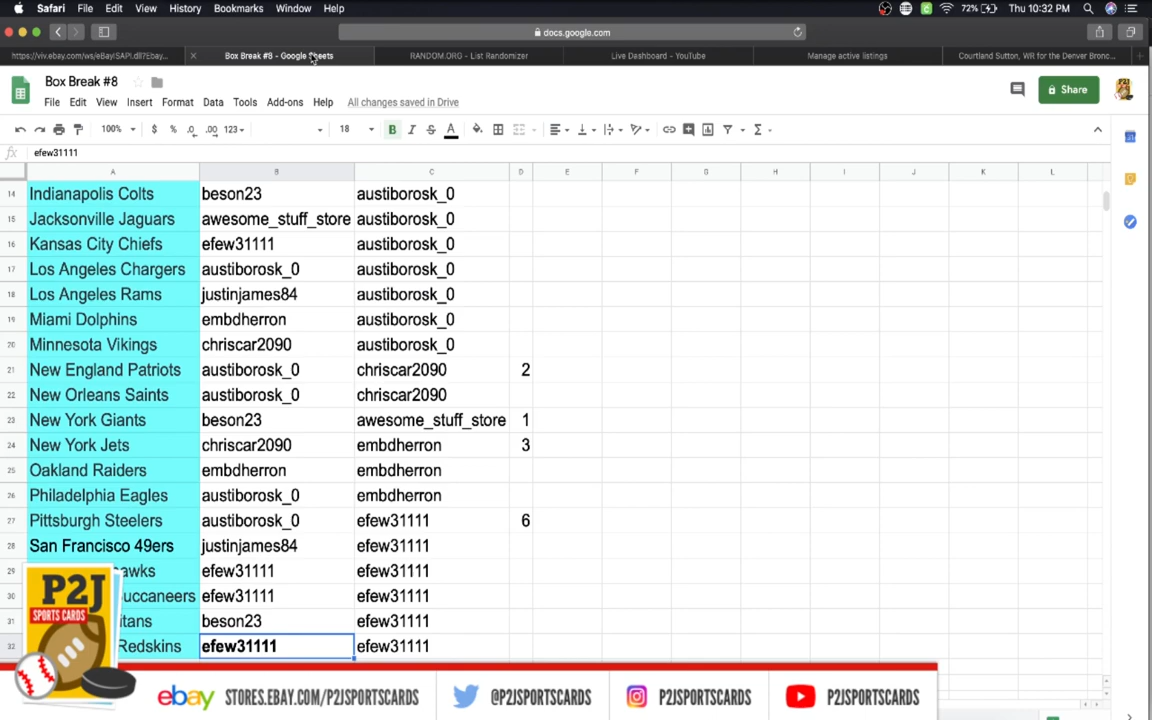 Safari File Edit View History Bookmarks Window Help 72% Thu 10:32 PM
docs.google.com
https://viv.ebay.com/ws/eBayISAPI.dll?Ebay... Box Break #8 - Google Sheets RANDOM.ORG - List Randomizer Live Dashboard - YouTube Manage active listings Courtland Sutton, WR for the Denver Bronc...
Box Break #8
Share
File Edit View Insert Format Data Tools Add-ons Help All changes saved in Drive
100% $ % .0 .00 123 18 B I S A
fx efew31111
A B C D E F G H I J K L
14 Indianapolis Colts beson23 austiborosk_0
15 Jacksonville Jaguars awesome_stuff_store austiborosk_0
16 Kansas City Chiefs efew31111 austiborosk_0
17 Los Angeles Chargers austiborosk_0 austiborosk_0
18 Los Angeles Rams justinjames84 austiborosk_0
19 Miami Dolphins embdherron austiborosk_0
20 Minnesota Vikings chriscar2090 austiborosk_0
21 New England Patriots austiborosk_0 chriscar2090 2
22 New Orleans Saints austiborosk_0 chriscar2090
23 New York Giants beson23 awesome_stuff_store 1
24 New York Jets chriscar2090 embdherron 3
25 Oakland Raiders embdherron embdherron
26 Philadelphia Eagles austiborosk_0 embdherron
27 Pittsburgh Steelers austiborosk_0 efew31111 6
28 San Francisco 49ers justinjames84 efew31111
29 awks efew31111 efew31111
30 uccaneers efew31111 efew31111
31 itans beson23 efew31111
32 Redskins efew31111 efew31111
P2J
SPORTS CARDS
ebay STORES.EBAY.COM/P2JSPORTSCARDS @P2JSPORTSCARDS P2JSPORTSCARDS P2JSPORTSCARDS